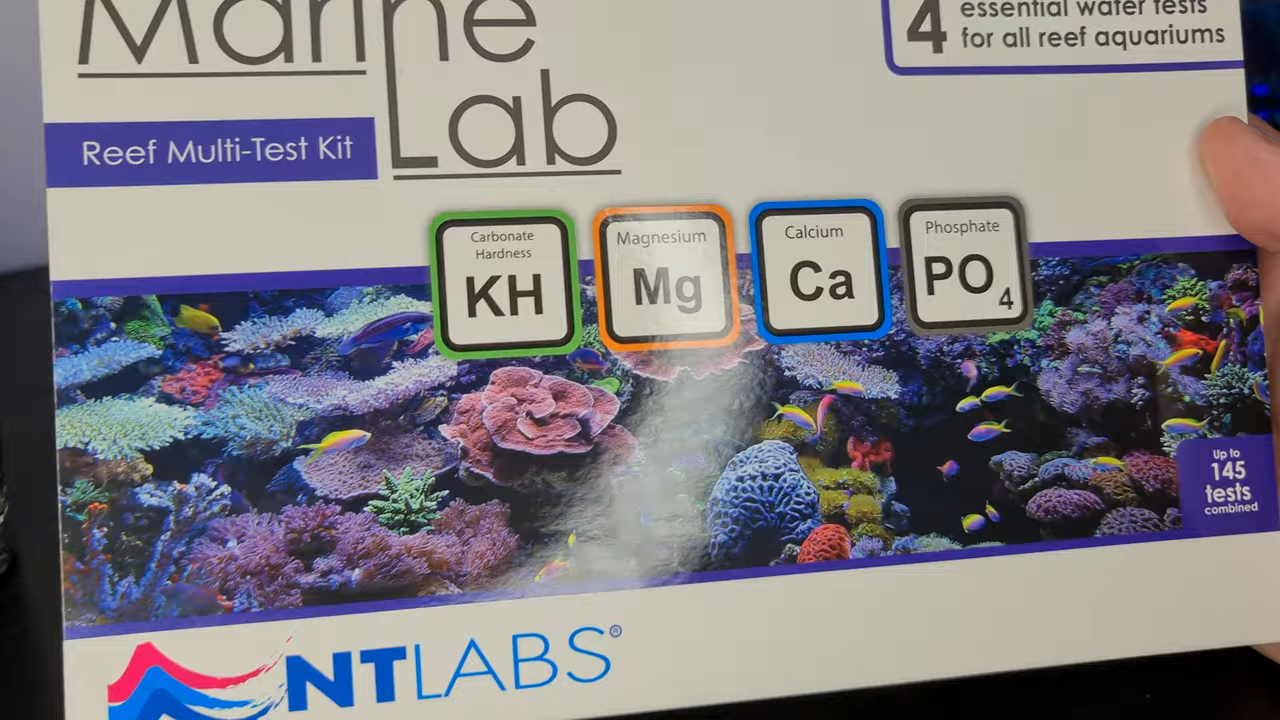 Marine
Lab
Reef Multi-Test Kit
4
essential water tests
for all reef aquariums
Carbonate
Hardness
KH
Magnesium
Mg
Calcium
Ca
Phosphate
PO4
Up to
145
tests
combined
NTLABS®